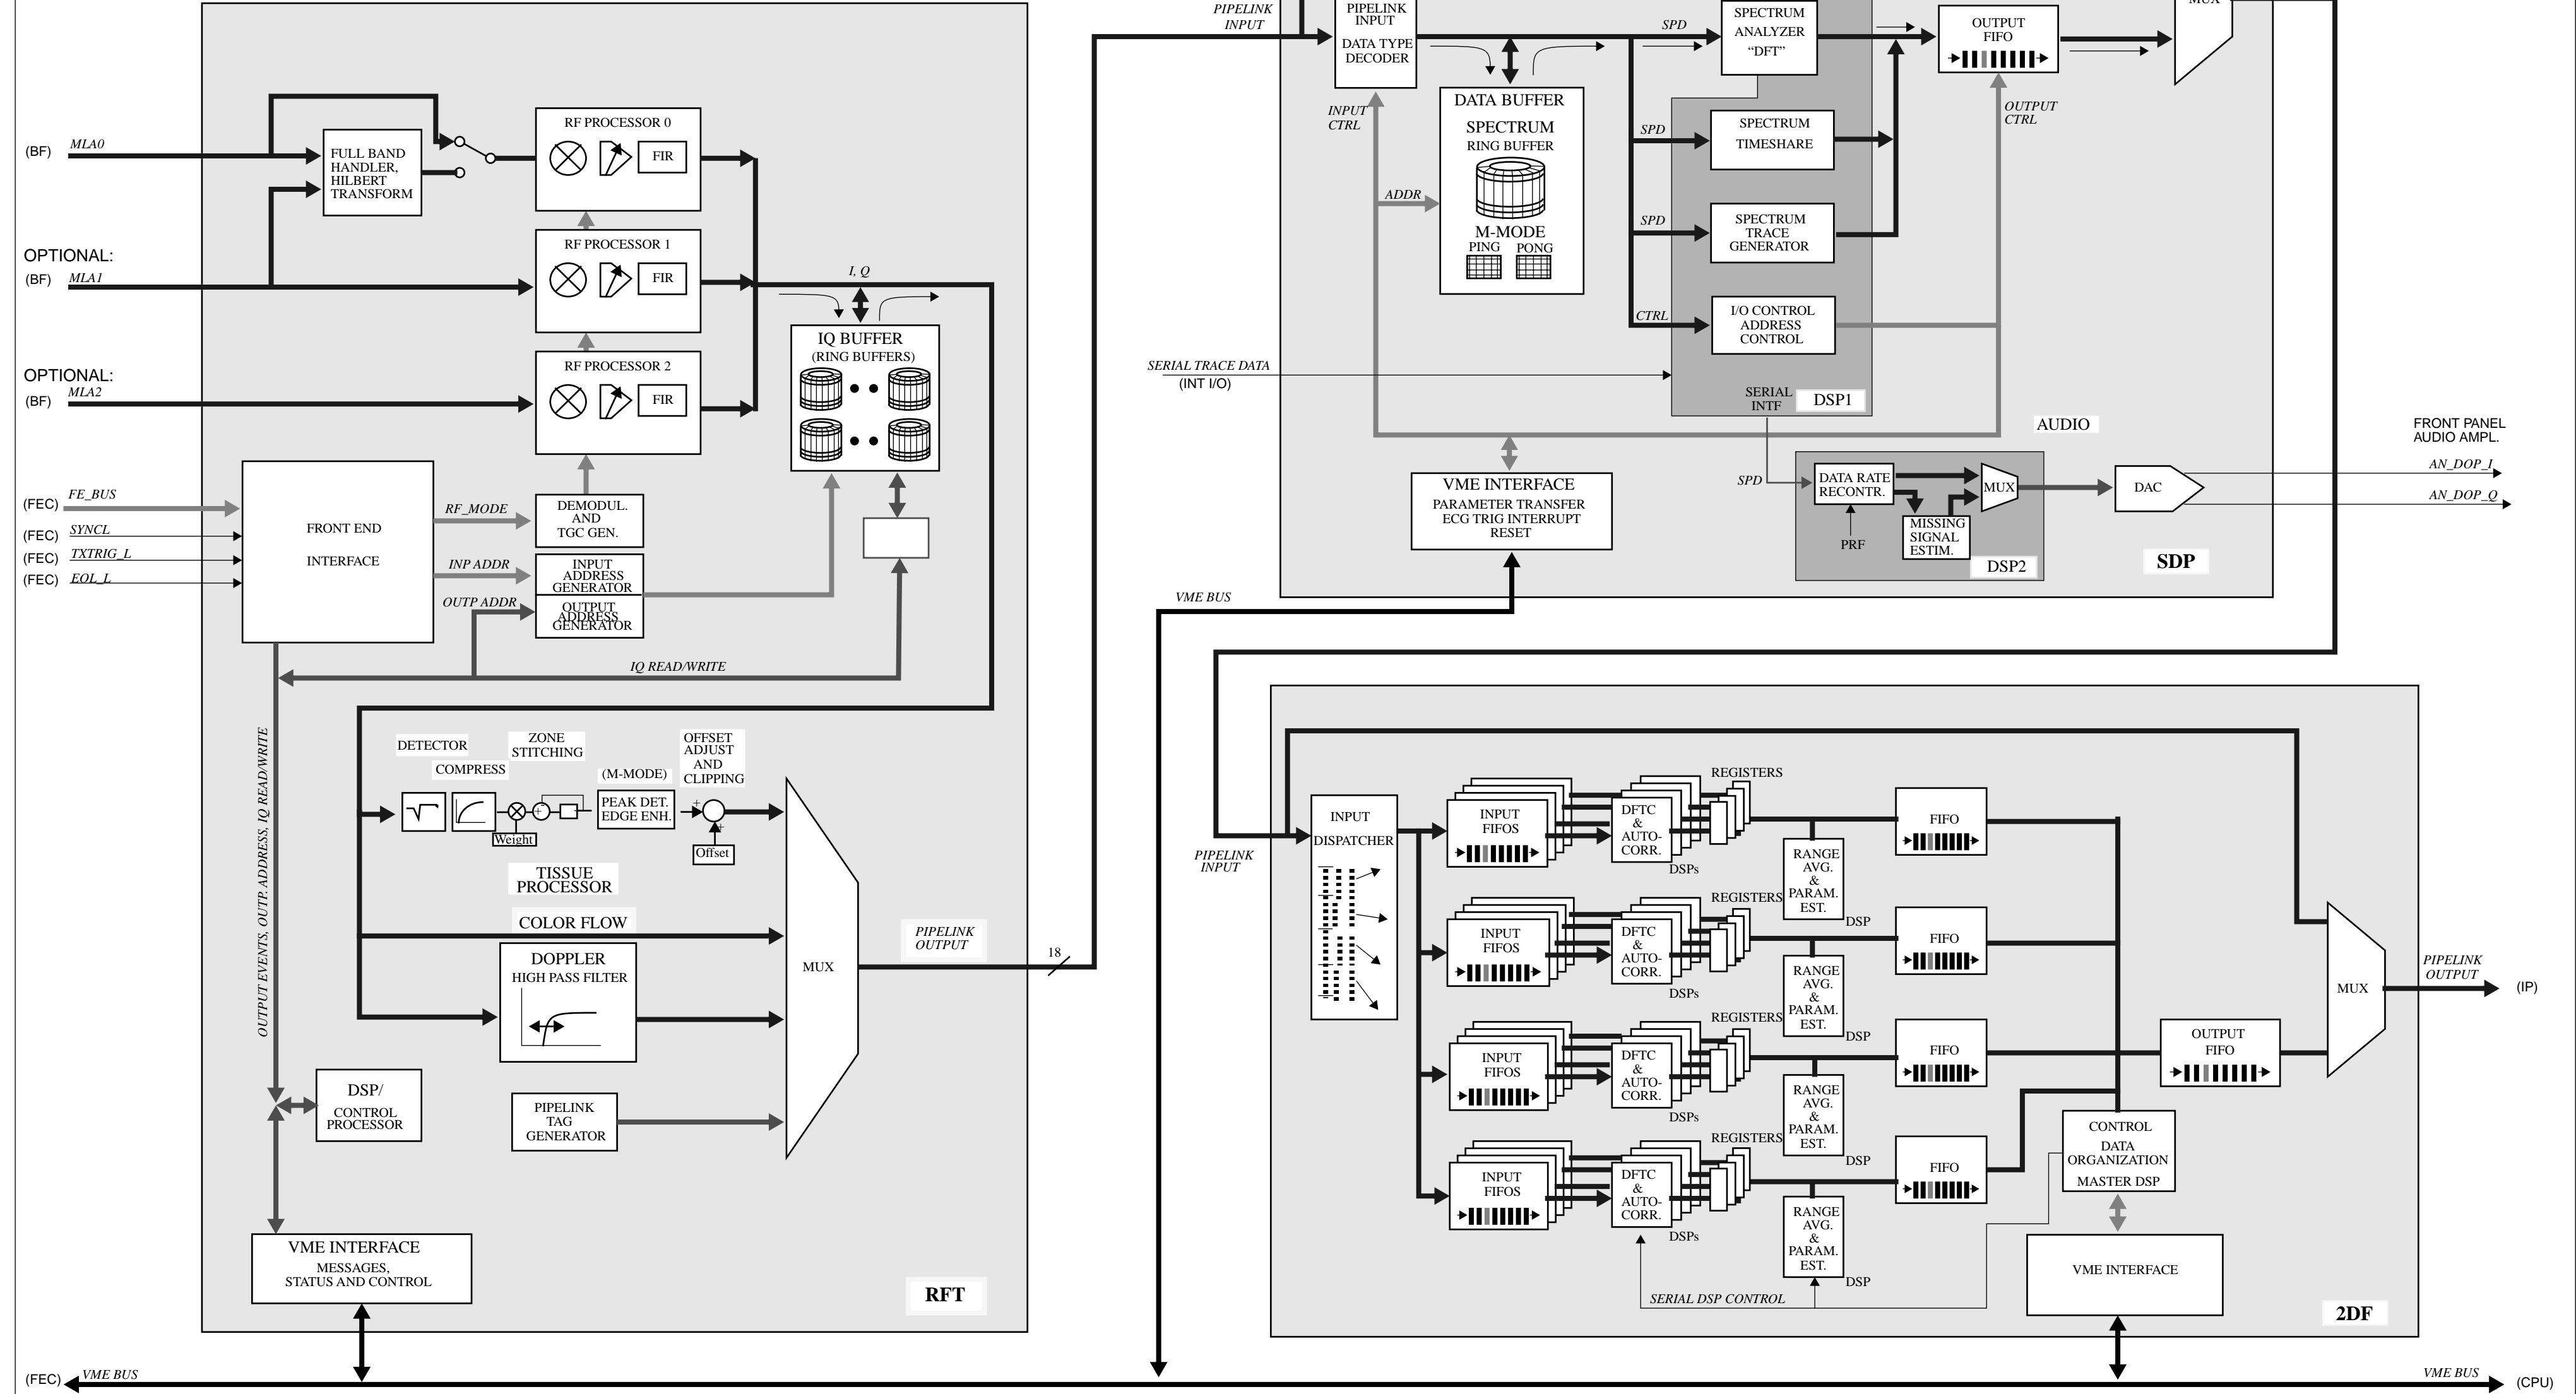 (BF)
MLA0
FULL BAND
HANDLER,
HILBERT
TRANSFORM
RF PROCESSOR 0
FIR
OPTIONAL:
(BF)
MLA1
RF PROCESSOR 1
FIR
OPTIONAL:
(BF)
MLA2
RF PROCESSOR 2
FIR
I, Q
IQ BUFFER
(RING BUFFERS)
(FEC)
FE_BUS
(FEC)
SYNCL
(FEC)
TXTRIG_L
(FEC)
EOL_L
FRONT END
INTERFACE
RF_MODE
DEMODUL.
AND
TGC GEN.
INP ADDR
INPUT
ADDRESS
GENERATOR
OUTP ADDR
OUTPUT
ADDRESS
GENERATOR
IQ READ/WRITE
OUTPUT EVENTS, OUTP. ADDRESS, IQ READ/WRITE
DETECTOR
COMPRESS
ZONE
STITCHING
(M-MODE)
OFFSET
ADJUST
AND
CLIPPING
Weight
+
PEAK DET.
EDGE ENH.
+
+
Offset
TISSUE
PROCESSOR
COLOR FLOW
DOPPLER
HIGH PASS FILTER
MUX
PIPELINK
OUTPUT
18
DSP/
CONTROL
PROCESSOR
PIPELINK
TAG
GENERATOR
VME INTERFACE
MESSAGES,
STATUS AND CONTROL
RFT
(FEC)
VME BUS
PIPELINK
INPUT
PIPELINK
INPUT
DATA TYPE
DECODER
SPD
SPECTRUM
ANALYZER
“DFT”
OUTPUT
FIFO
MUX
INPUT
CTRL
DATA BUFFER
SPECTRUM
RING BUFFER
M-MODE
PING
PONG
ADDR
SPD
SPECTRUM
TIMESHARE
OUTPUT
CTRL
SPD
SPECTRUM
TRACE
GENERATOR
CTRL
I/O CONTROL
ADDRESS
CONTROL
SERIAL TRACE DATA
(INT I/O)
SERIAL
INTF
DSP1
AUDIO
FRONT PANEL
AUDIO AMPL.
AN_DOP_I
AN_DOP_Q
VME INTERFACE
PARAMETER TRANSFER
ECG TRIG INTERRUPT
RESET
SPD
DATA RATE
RECONTR.
MUX
DAC
PRF
MISSING
SIGNAL
ESTIM.
DSP2
SDP
VME BUS
PIPELINK
INPUT
INPUT
DISPATCHER
INPUT
FIFOS
DFTC
&
AUTO-
CORR.
DSPs
REGISTERS
RANGE
AVG.
&
PARAM.
EST.
DSP
FIFO
INPUT
FIFOS
DFTC
&
AUTO-
CORR.
DSPs
REGISTERS
RANGE
AVG.
&
PARAM.
EST.
DSP
FIFO
INPUT
FIFOS
DFTC
&
AUTO-
CORR.
DSPs
REGISTERS
RANGE
AVG.
&
PARAM.
EST.
DSP
FIFO
INPUT
FIFOS
DFTC
&
AUTO-
CORR.
DSPs
REGISTERS
RANGE
AVG.
&
PARAM.
EST.
DSP
FIFO
OUTPUT
FIFO
MUX
PIPELINK
OUTPUT
(IP)
CONTROL
DATA
ORGANIZATION
MASTER DSP
VME INTERFACE
SERIAL DSP CONTROL
2DF
VME BUS
(CPU)